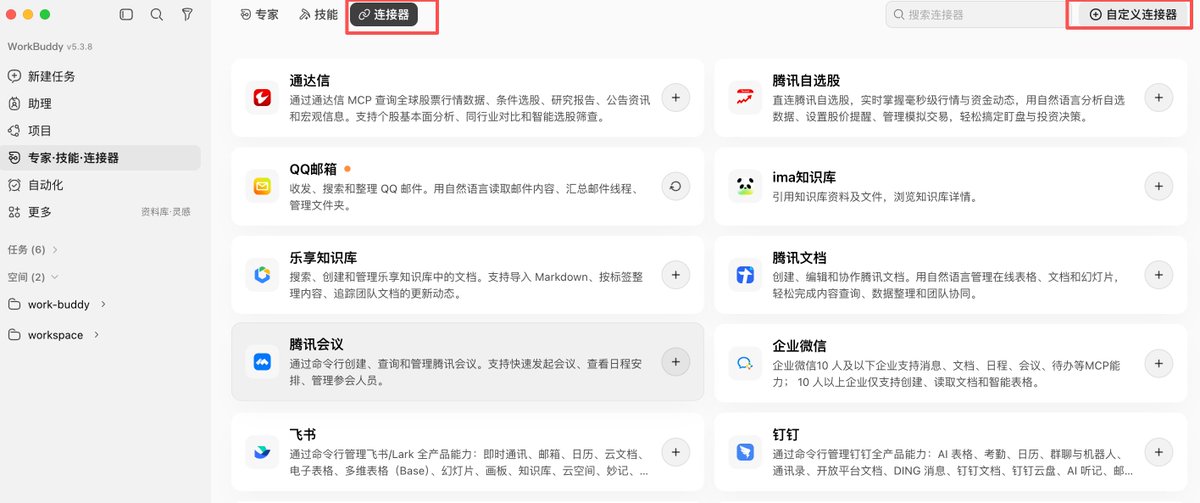 专家
技能
连接器
搜索连接器
自定义连接器
WorkBuddy v5.3.8
新建任务
助理
项目
专家·技能·连接器
自动化
更多
资料库·灵感
任务 (6)
空间 (2)
work-buddy
workspace
通达信
通过通达信 MCP 查询全球股票行情数据、条件选股、研究报告、公告资讯
和宏观信息。支持个股基本面分析、同行业对比和智能选股筛查。
腾讯自选股
直连腾讯自选股，实时掌握毫秒级行情与资金动态，用自然语言分析自选
数据、设置股价提醒、管理模拟交易，轻松搞定盯盘与投资决策。
QQ邮箱
收发、搜索和整理 QQ 邮件。用自然语言读取邮件内容、汇总邮件线程、
管理文件夹。
ima知识库
引用知识库资料及文件，浏览知识库详情。
乐享知识库
搜索、创建和管理乐享知识库中的文档。支持导入 Markdown、按标签整
理内容、追踪团队文档的更新动态。
腾讯文档
创建、编辑和协作腾讯文档。用自然语言管理在线表格、文档和幻灯片，
轻松完成内容查询、数据整理和团队协同。
腾讯会议
通过命令行创建、查询和管理腾讯会议。支持快速发起会议、查看日程安
排、管理参会人员。
企业微信
企业微信10 人及以下企业支持消息、文档、日程、会议、待办等MCP能
力； 10 人以上企业仅支持创建、读取文档和智能表格。
飞书
通过命令行管理飞书/Lark 全产品能力：即时通讯、邮箱、日历、云文档、
电子表格、多维表格（Base）、幻灯片、画板、知识库、云空间、妙记、...
钉钉
通过命令行管理钉钉全产品能力：AI 表格、考勤、日历、群聊与机器人、
通讯录、开放平台文档、DING 消息、钉钉文档、钉钉云盘、AI 听记、邮...